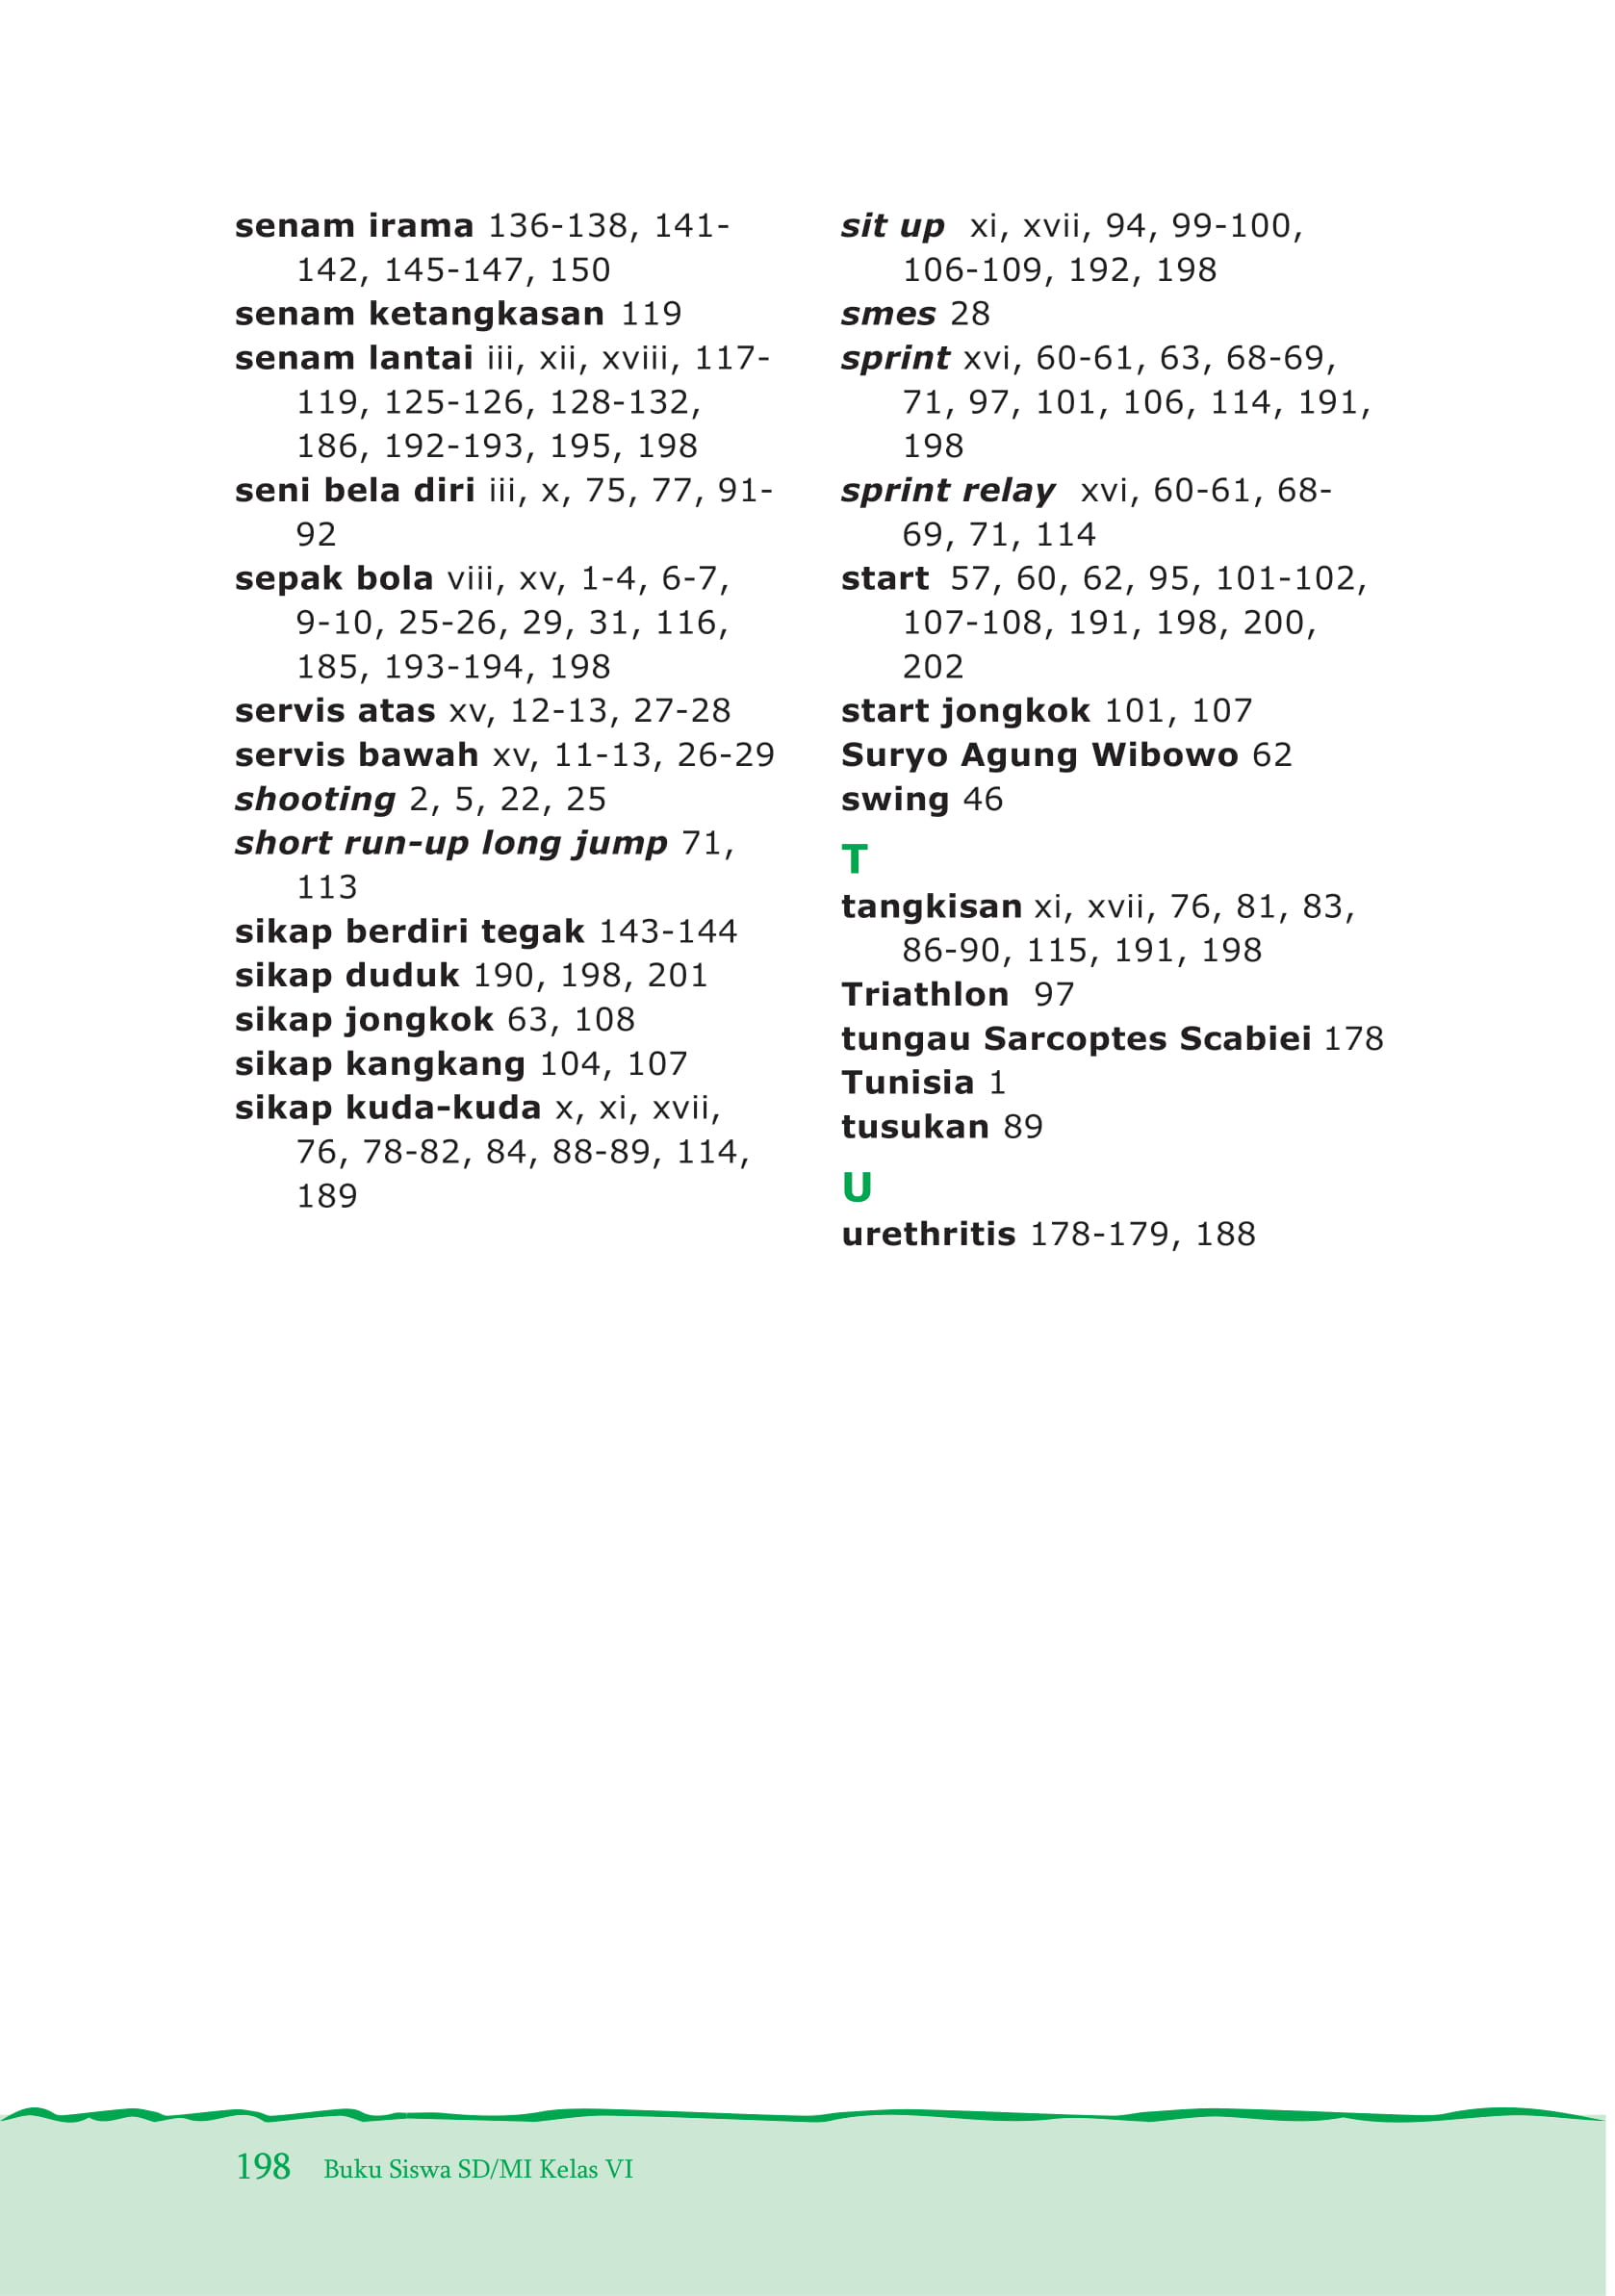 senam irama 136-138, 141-
142, 145-147, 150
senam ketangkasan 119
senam lantai iii, xii, xviii, 117-
119, 125-126, 128-132,
186, 192-193, 195, 198
seni bela diri iii, x, 75, 77, 91-
92
sepak bola viii, xv, 1-4, 6-7,
9-10, 25-26, 29, 31, 116,
185, 193-194, 198
servis atas xv, 12-13, 27-28
servis bawah xv, 11-13, 26-29
shooting 2, 5, 22, 25
short run-up long jump 71,
113
sikap berdiri tegak 143-144
sikap duduk 190, 198, 201
sikap jongkok 63, 108
sikap kangkang 104, 107
sikap kuda-kuda x, xi, xvii,
76, 78-82, 84, 88-89, 114,
189
sit up xi, xvii, 94, 99-100,
106-109, 192, 198
smes 28
sprint xvi, 60-61, 63, 68-69,
71, 97, 101, 106, 114, 191,
198
sprint relay xvi, 60-61, 68-
69, 71, 114
start 57, 60, 62, 95, 101-102,
107-108, 191, 198, 200,
202
start jongkok 101, 107
Suryo Agung Wibowo 62
swing 46
T
tangkisan xi, xvii, 76, 81, 83,
86-90, 115, 191, 198
Triathlon 97
tungau Sarcoptes Scabiei 178
Tunisia 1
tusukan 89
U
urethritis 178-179, 188
198 Buku Siswa SD/MI Kelas VI